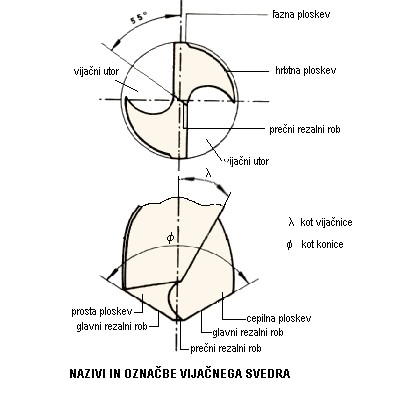 55°
fazna ploskev
vijačni utor
hrbtna ploskev
prečni rezalni rob
vijačni utor
λ
λ kot vijačnice
ϕ
ϕ kot konice
prosta ploskev
cepilna ploskev
glavni rezalni rob
glavni rezalni rob
prečni rezalni rob
NAZIVI IN OZNAČBE VIJAČNEGA SVEDRA